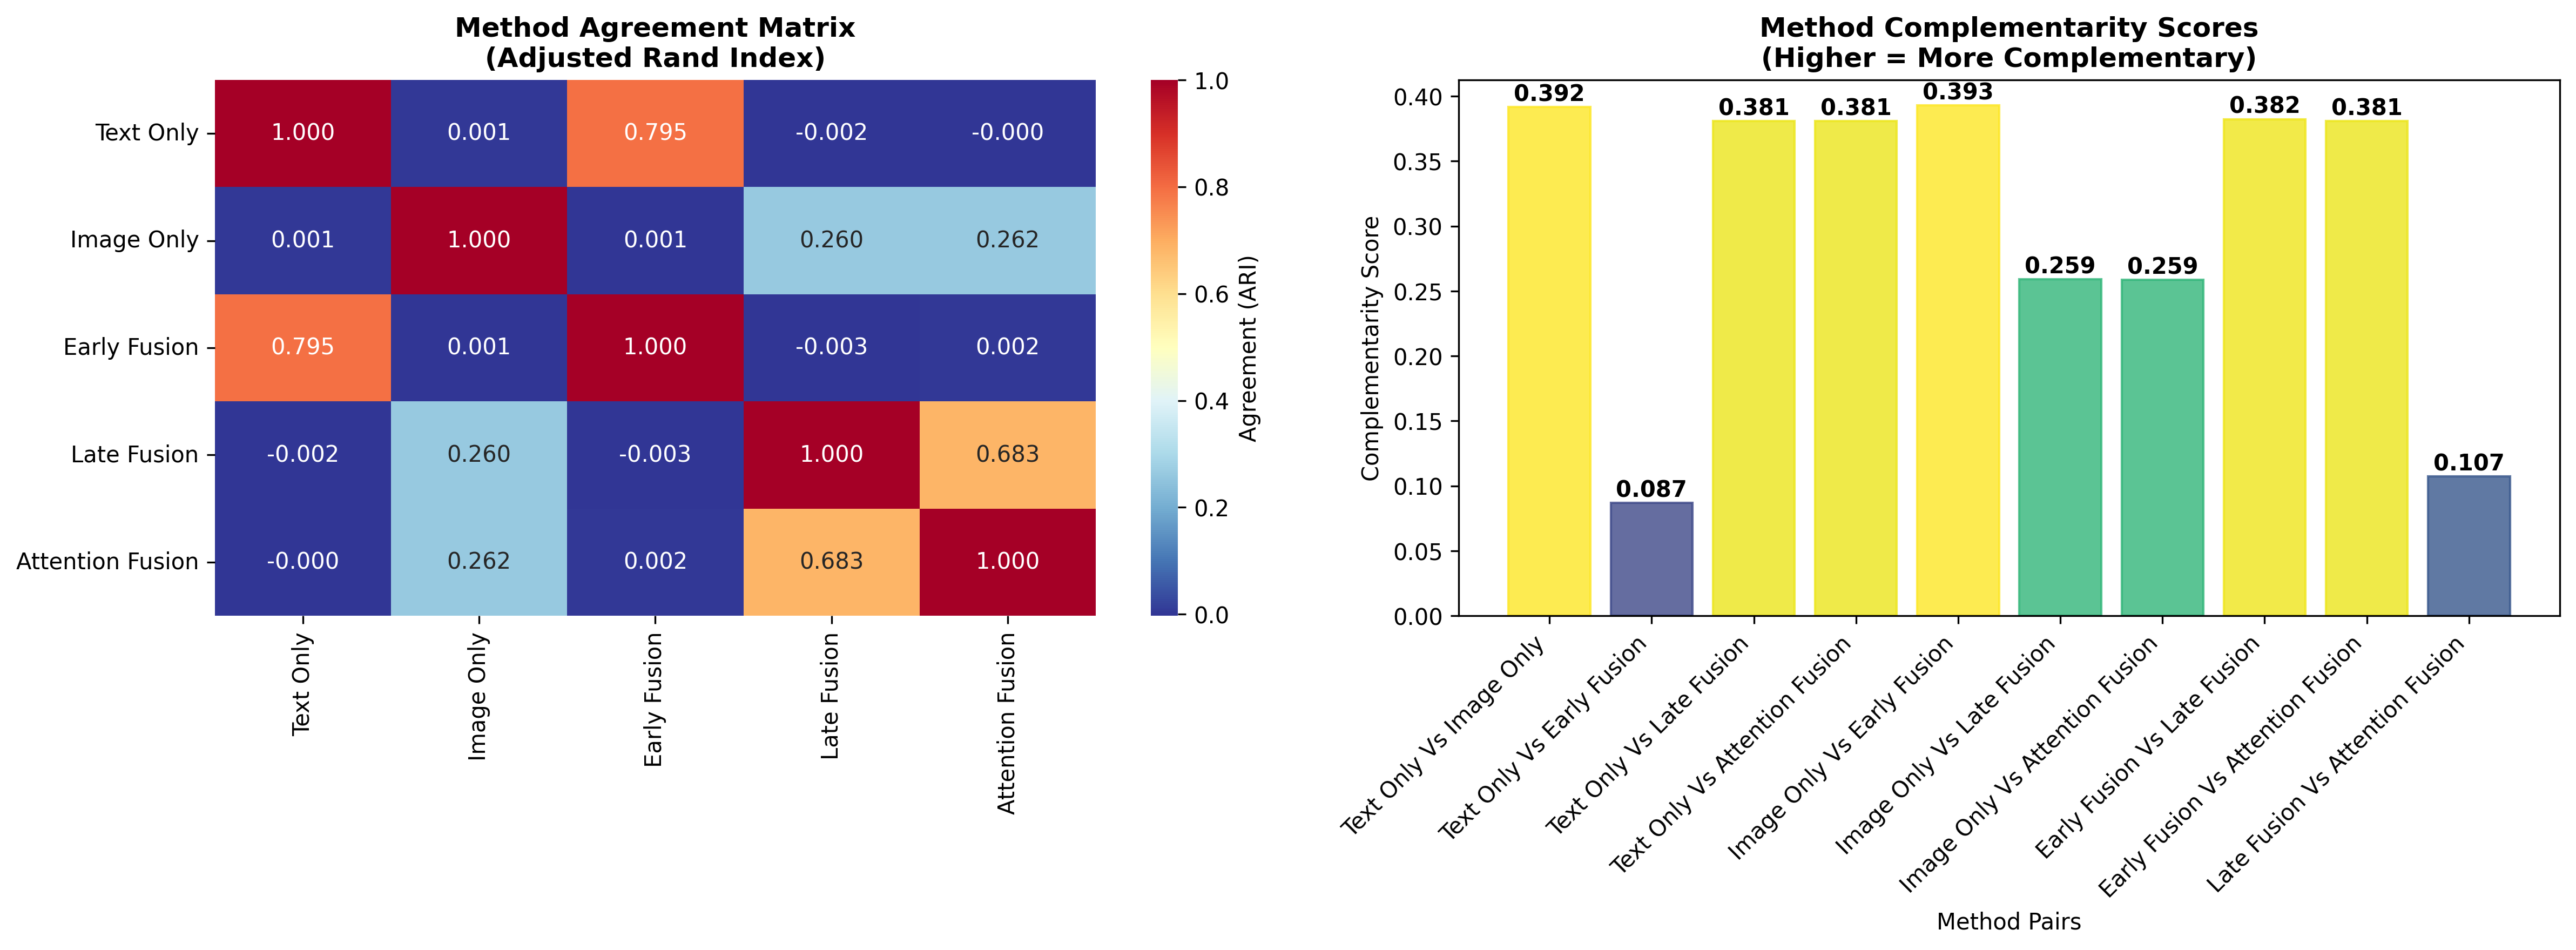 Method Agreement Matrix
(Adjusted Rand Index)
Text Only
1.000 0.001 0.795 -0.002 -0.000
Image Only
0.001 1.000 0.001 0.260 0.262
Early Fusion
0.795 0.001 1.000 -0.003 0.002
Late Fusion
-0.002 0.260 -0.003 1.000 0.683
Attention Fusion
-0.000 0.262 0.002 0.683 1.000
Text Only
Image Only
Early Fusion
Late Fusion
Attention Fusion
1.0
0.8
0.6
0.4
0.2
0.0
Agreement (ARI)
Method Complementarity Scores
(Higher = More Complementary)
Complementarity Score
0.40
0.35
0.30
0.25
0.20
0.15
0.10
0.05
0.00
0.392
0.087
0.381
0.381
0.393
0.259
0.259
0.382
0.381
0.107
Text Only Vs Image Only
Text Only Vs Early Fusion
Text Only Vs Late Fusion
Text Only Vs Attention Fusion
Image Only Vs Early Fusion
Image Only Vs Late Fusion
Image Only Vs Attention Fusion
Early Fusion Vs Late Fusion
Early Fusion Vs Attention Fusion
Late Fusion Vs Attention Fusion
Method Pairs